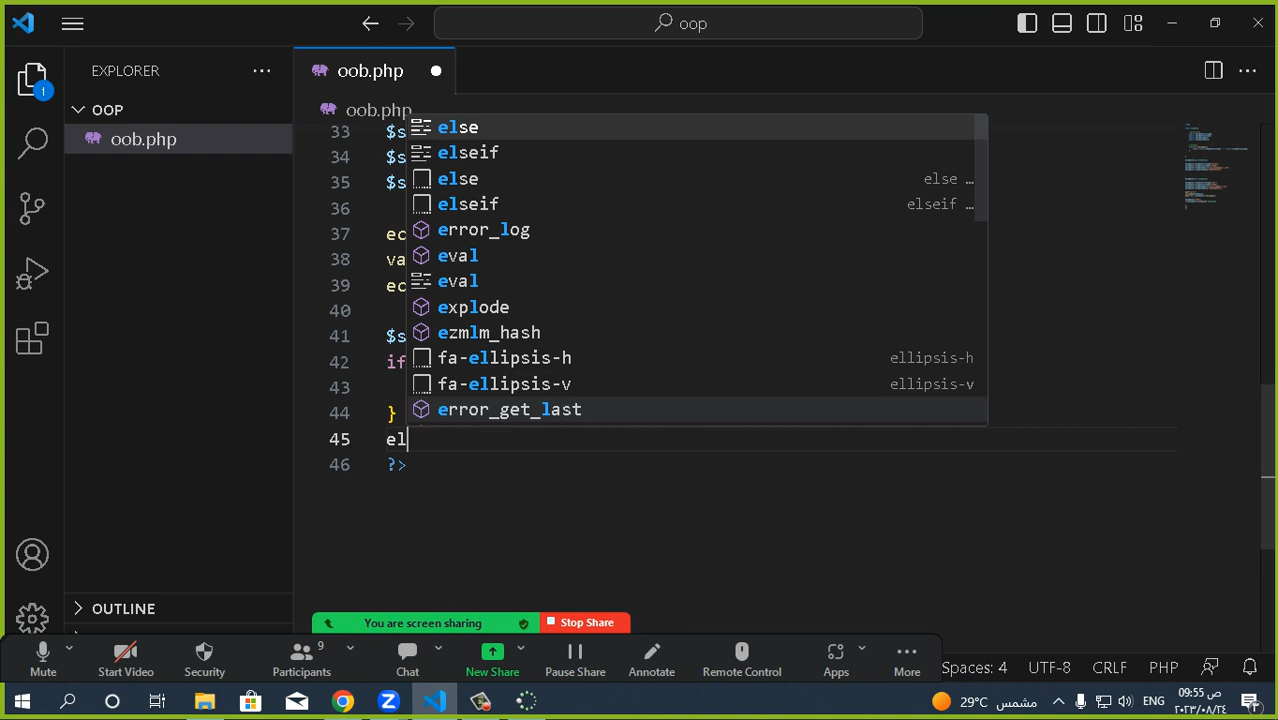 oop
EXPLORER
oob.php
OOP
oob.php
oob.php
33 $s
34 $s
35 $s
36
37 ec
38 va
39 ec
40
41 $s
42 if
43
44 }
45 el
46 ?>
else
elseif
else else ...
elseif elseif ...
error_log
eval
eval
explode
ezmlm_hash
fa-ellipsis-h ellipsis-h
fa-ellipsis-v ellipsis-v
error_get_last
1
OUTLINE
You are screen sharing Stop Share
9
Mute Start Video Security Participants Chat New Share Pause Share Annotate Remote Control Apps More
Spaces: 4 UTF-8 CRLF PHP
29°C مشمس ENG 09:55 ص
٢٠٢٣/٠٨/٢٤